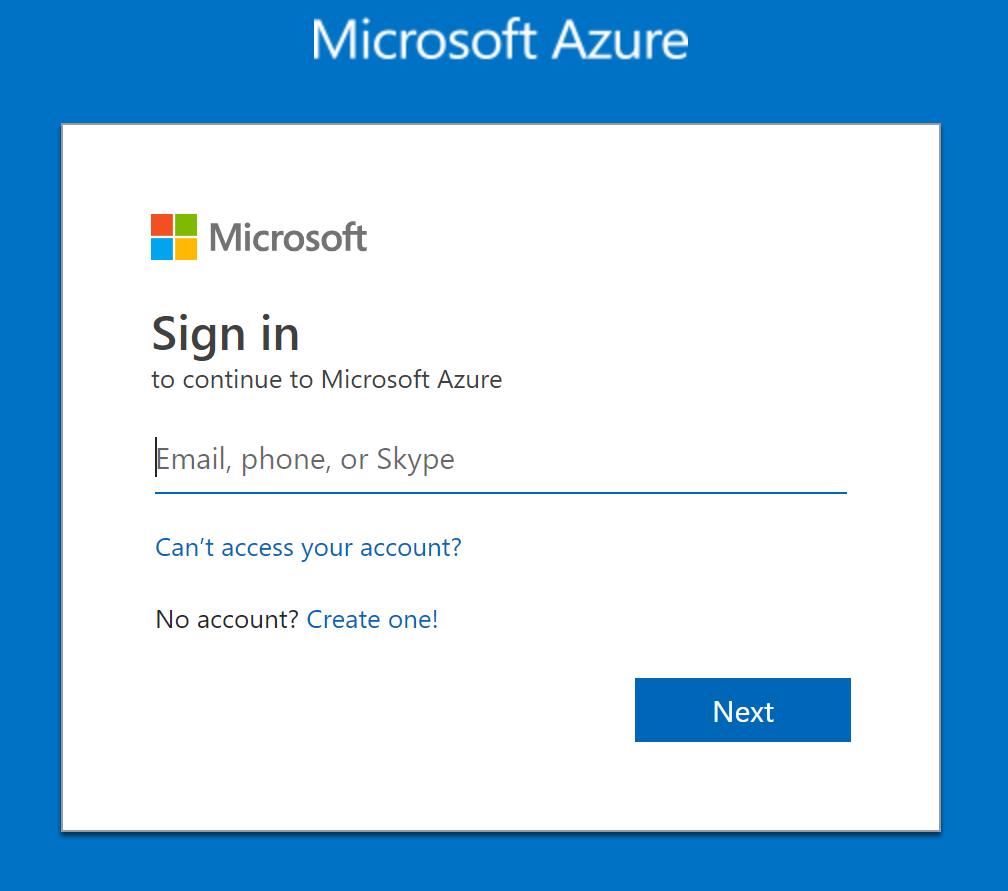 Microsoft Azure
Microsoft
Sign in
to continue to Microsoft Azure
Email, phone, or Skype
Can’t access your account?
No account? Create one!
Next